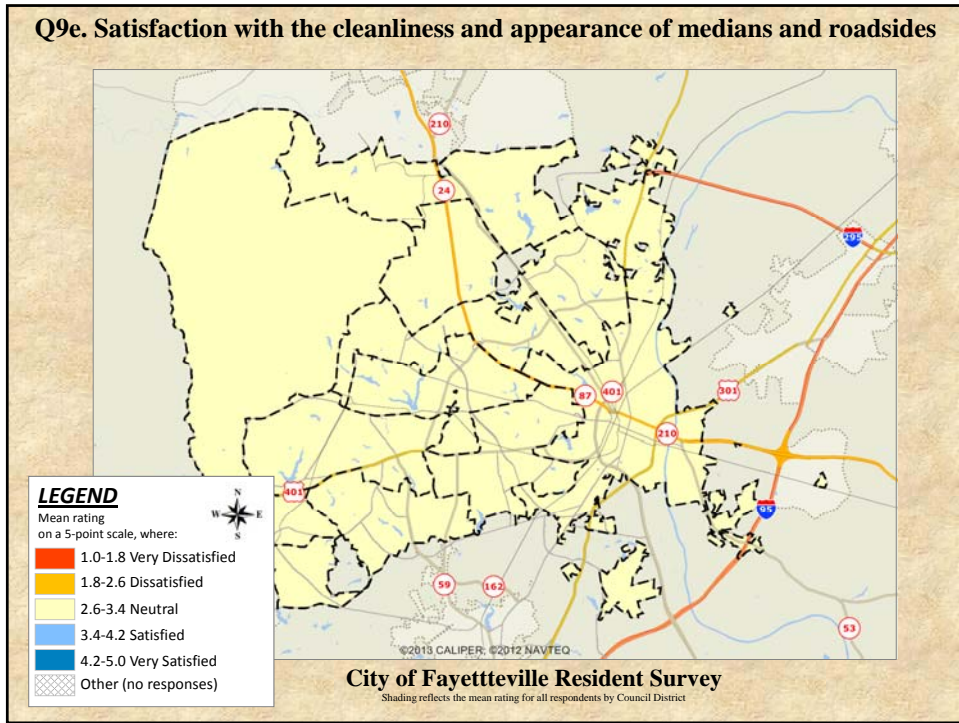 Q9e. Satisfaction with the cleanliness and appearance of medians and roadsides
210
24
295
87
401
301
210
401
95
59
162
53
LEGEND
Mean rating
on a 5-point scale, where:
N
W E
S
1.0-1.8 Very Dissatisfied
1.8-2.6 Dissatisfied
2.6-3.4 Neutral
3.4-4.2 Satisfied
4.2-5.0 Very Satisfied
Other (no responses)
©2013 CALIPER; ©2012 NAVTEQ
City of Fayettteville Resident Survey
Shading reflects the mean rating for all respondents by Council District